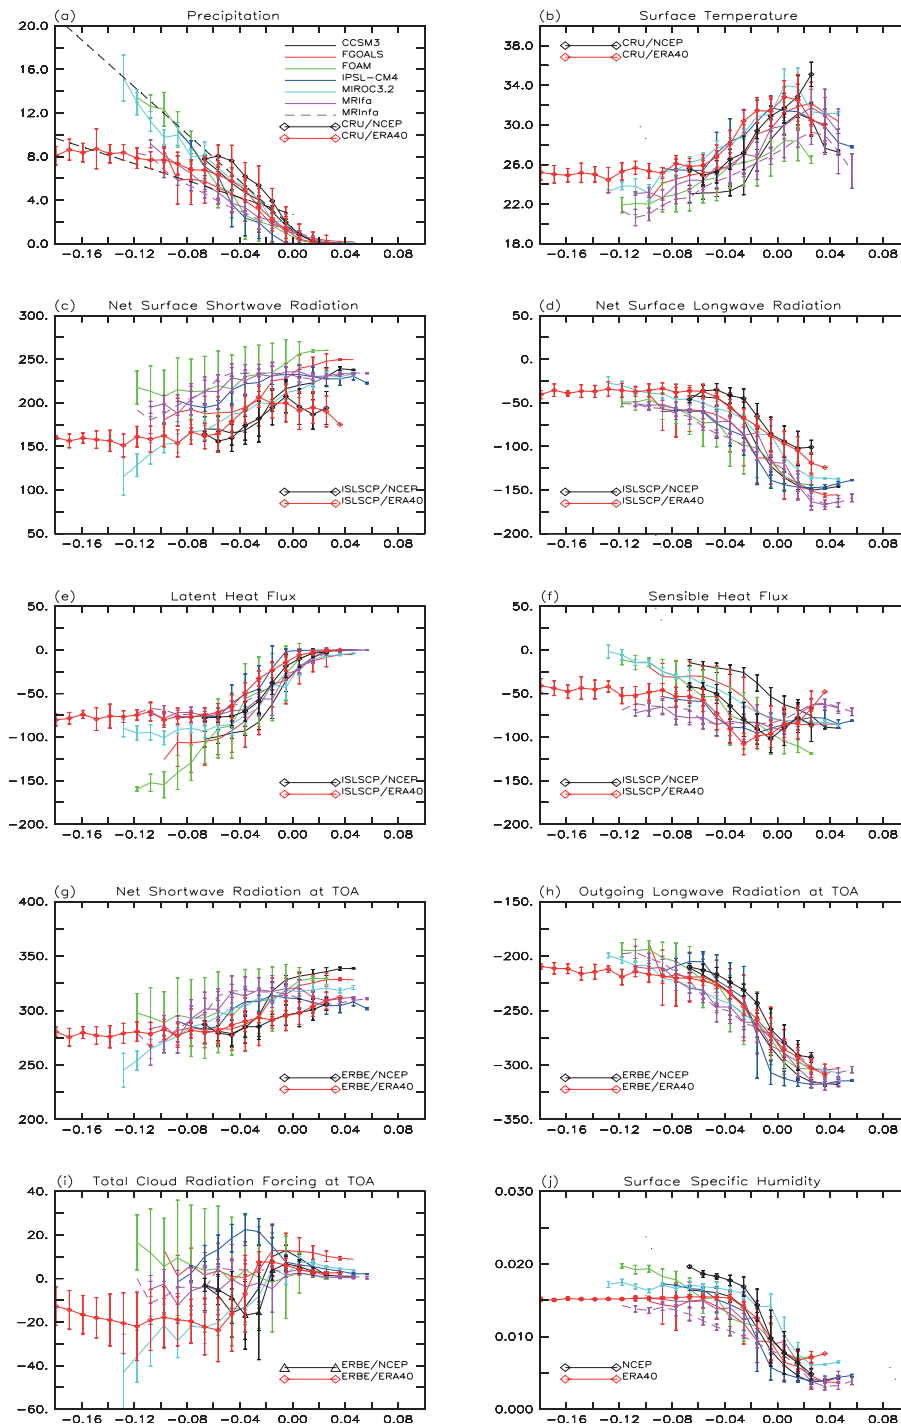 (a) Precipitation
20.0
16.0
12.0
8.0
4.0
0.0
CCSM3
FGOALS
FOAM
IPSL-CM4
MIROC3.2
MRIfa
MRInfa
CRU/NCEP
CRU/ERA40
-0.16 -0.12 -0.08 -0.04 0.00 0.04 0.08
(b) Surface Temperature
38.0
34.0
30.0
26.0
22.0
18.0
CRU/NCEP
CRU/ERA40
-0.16 -0.12 -0.08 -0.04 0.00 0.04 0.08
(c) Net Surface Shortwave Radiation
300.
250.
200.
150.
100.
50.
ISLSCP/NCEP
ISLSCP/ERA40
-0.16 -0.12 -0.08 -0.04 0.00 0.04 0.08
(d) Net Surface Longwave Radiation
50.
0.
-50.
-100.
-150.
-200.
ISLSCP/NCEP
ISLSCP/ERA40
-0.16 -0.12 -0.08 -0.04 0.00 0.04 0.08
(e) Latent Heat Flux
50.
0.
-50.
-100.
-150.
-200.
ISLSCP/NCEP
ISLSCP/ERA40
-0.16 -0.12 -0.08 -0.04 0.00 0.04 0.08
(f) Sensible Heat Flux
50.
0.
-50.
-100.
-150.
-200.
ISLSCP/NCEP
ISLSCP/ERA40
-0.16 -0.12 -0.08 -0.04 0.00 0.04 0.08
(g) Net Shortwave Radiation at TOA
400.
350.
300.
250.
200.
ERBE/NCEP
ERBE/ERA40
-0.16 -0.12 -0.08 -0.04 0.00 0.04 0.08
(h) Outgoing Longwave Radiation at TOA
-150.
-200.
-250.
-300.
-350.
ERBE/NCEP
ERBE/ERA40
-0.16 -0.12 -0.08 -0.04 0.00 0.04 0.08
(i) Total Cloud Radiation Forcing at TOA
40.
20.
0.
-20.
-40.
-60.
ERBE/NCEP
ERBE/ERA40
-0.16 -0.12 -0.08 -0.04 0.00 0.04 0.08
(j) Surface Specific Humidity
0.030
0.020
0.010
0.000
NCEP
ERA40
-0.16 -0.12 -0.08 -0.04 0.00 0.04 0.08